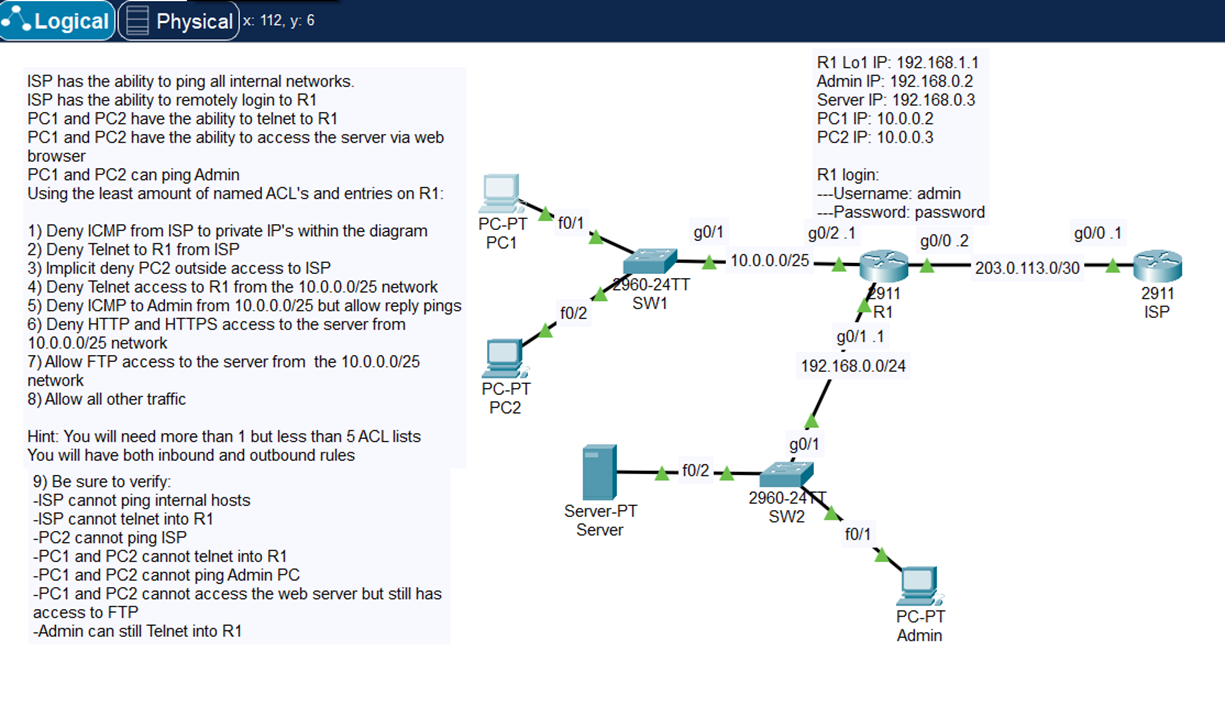 Logical
Physical
x: 112, y: 6
ISP has the ability to ping all internal networks.
ISP has the ability to remotely login to R1
PC1 and PC2 have the ability to telnet to R1
PC1 and PC2 have the ability to access the server via web
browser
PC1 and PC2 can ping Admin
Using the least amount of named ACL's and entries on R1:
1) Deny ICMP from ISP to private IP's within the diagram
2) Deny Telnet to R1 from ISP
3) Implicit deny PC2 outside access to ISP
4) Deny Telnet access to R1 from the 10.0.0.0/25 network
5) Deny ICMP to Admin from 10.0.0.0/25 but allow reply pings
6) Deny HTTP and HTTPS access to the server from
10.0.0.0/25 network
7) Allow FTP access to the server from the 10.0.0.0/25
network
8) Allow all other traffic
Hint: You will need more than 1 but less than 5 ACL lists
You will have both inbound and outbound rules
9) Be sure to verify:
-ISP cannot ping internal hosts
-ISP cannot telnet into R1
-PC2 cannot ping ISP
-PC1 and PC2 cannot telnet into R1
-PC1 and PC2 cannot ping Admin PC
-PC1 and PC2 cannot access the web server but still has
access to FTP
-Admin can still Telnet into R1
R1 Lo1 IP: 192.168.1.1
Admin IP: 192.168.0.2
Server IP: 192.168.0.3
PC1 IP: 10.0.0.2
PC2 IP: 10.0.0.3
R1 login:
---Username: admin
---Password: password
PC-PT
PC1
f0/1
g0/1
10.0.0.0/25
g0/2 .1
g0/0 .2
203.0.113.0/30
g0/0 .1
2960-24TT
SW1
2911
R1
2911
ISP
f0/2
PC-PT
PC2
g0/1 .1
192.168.0.0/24
g0/1
f0/2
Server-PT
Server
2960-24TT
SW2
f0/1
PC-PT
Admin